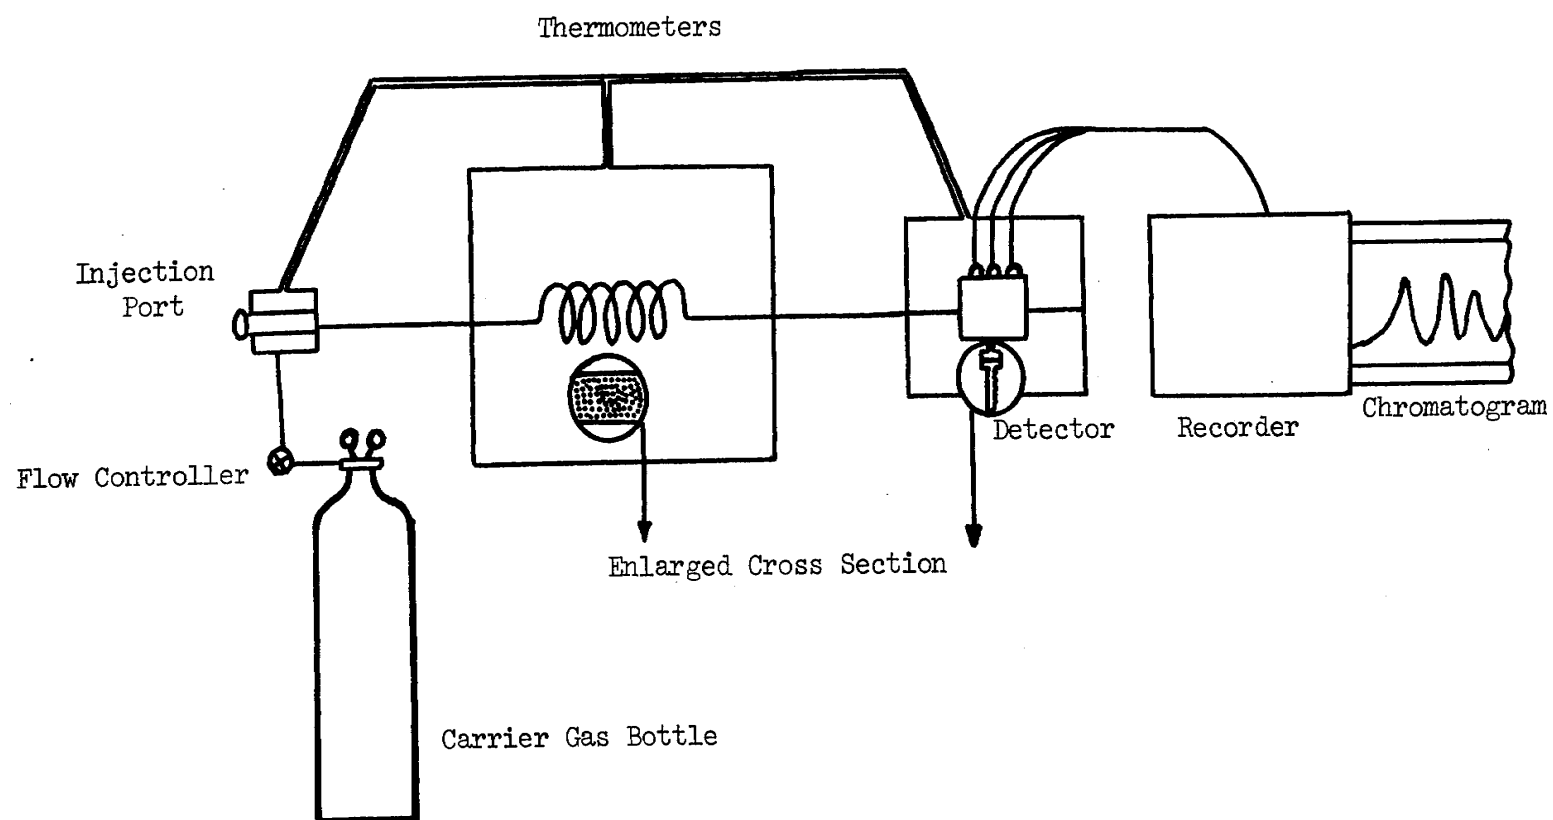 Thermometers
Injection
Port
Flow Controller
Detector
Recorder
Chromatogram
Enlarged Cross Section
Carrier Gas Bottle